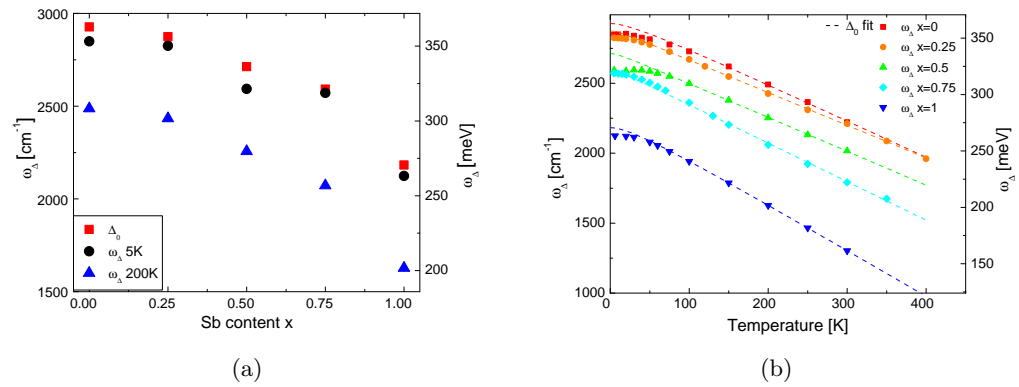 3000
2500
2000
1500
ω_Δ [cm⁻¹]
350
300
250
200
ω_Δ [meV]
0.00 0.25 0.50 0.75 1.00
Sb content x
Δ₀
ω_Δ 5K
ω_Δ 200K
(a)
2500
2000
1500
1000
ω_Δ [cm⁻¹]
350
300
250
200
150
ω_Δ [meV]
0 100 200 300 400
Temperature [K]
Δ₀ fit
ω_Δ x=0
ω_Δ x=0.25
ω_Δ x=0.5
ω_Δ x=0.75
ω_Δ x=1
(b)